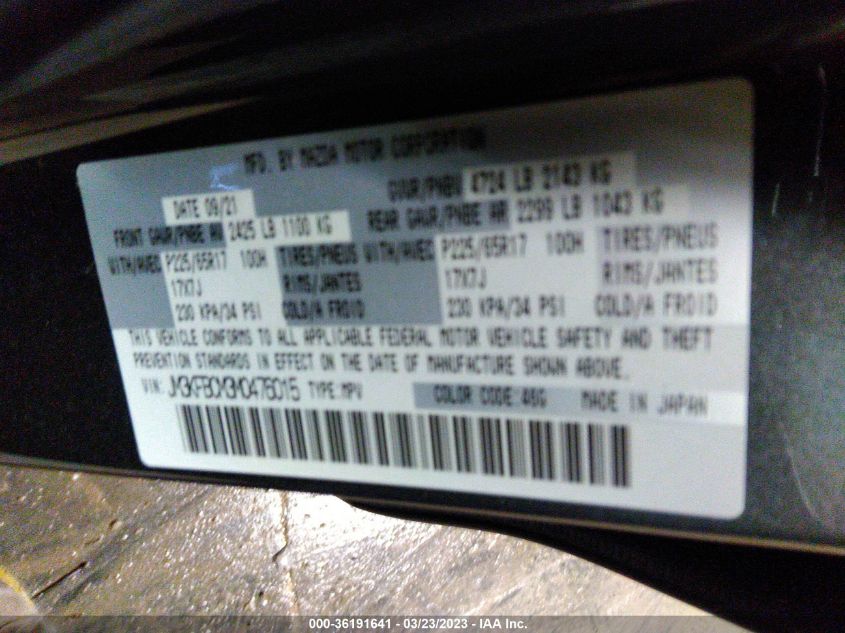 MFD. BY MAZDA MOTOR CORPORATION
DATE 09/21 GVWR/PNBV 4724 LB 2143 KG
FRONT GAWR/PNBE AV 2425 LB 1100 KG REAR GAWR/PNBE AR 2299 LB 1043 KG
WITH/AVEC P225/65R17 100H TIRES/PNEUS WITH/AVEC P225/65R17 100H TIRES/PNEUS
17X7J RIMS/JANTES 17X7J RIMS/JANTES
230 KPA/34 PSI COLD/A FROID 230 KPA/34 PSI COLD/A FROID
THIS VEHICLE CONFORMS TO ALL APPLICABLE FEDERAL MOTOR VEHICLE SAFETY AND THEFT
PREVENTION STANDARDS IN EFFECT ON THE DATE OF MANUFACTURE SHOWN ABOVE.
VIN: TYPE:MPV COLOR CODE:46G MADE IN JAPAN
000-36191641 - 03/23/2023 - IAA Inc.